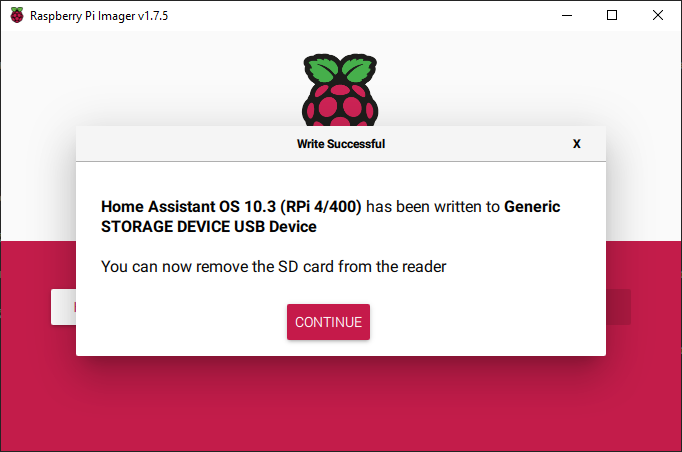 Raspberry Pi Imager v1.7.5
Write Successful
X
Home Assistant OS 10.3 (RPi 4/400) has been written to Generic
STORAGE DEVICE USB Device
You can now remove the SD card from the reader
CONTINUE